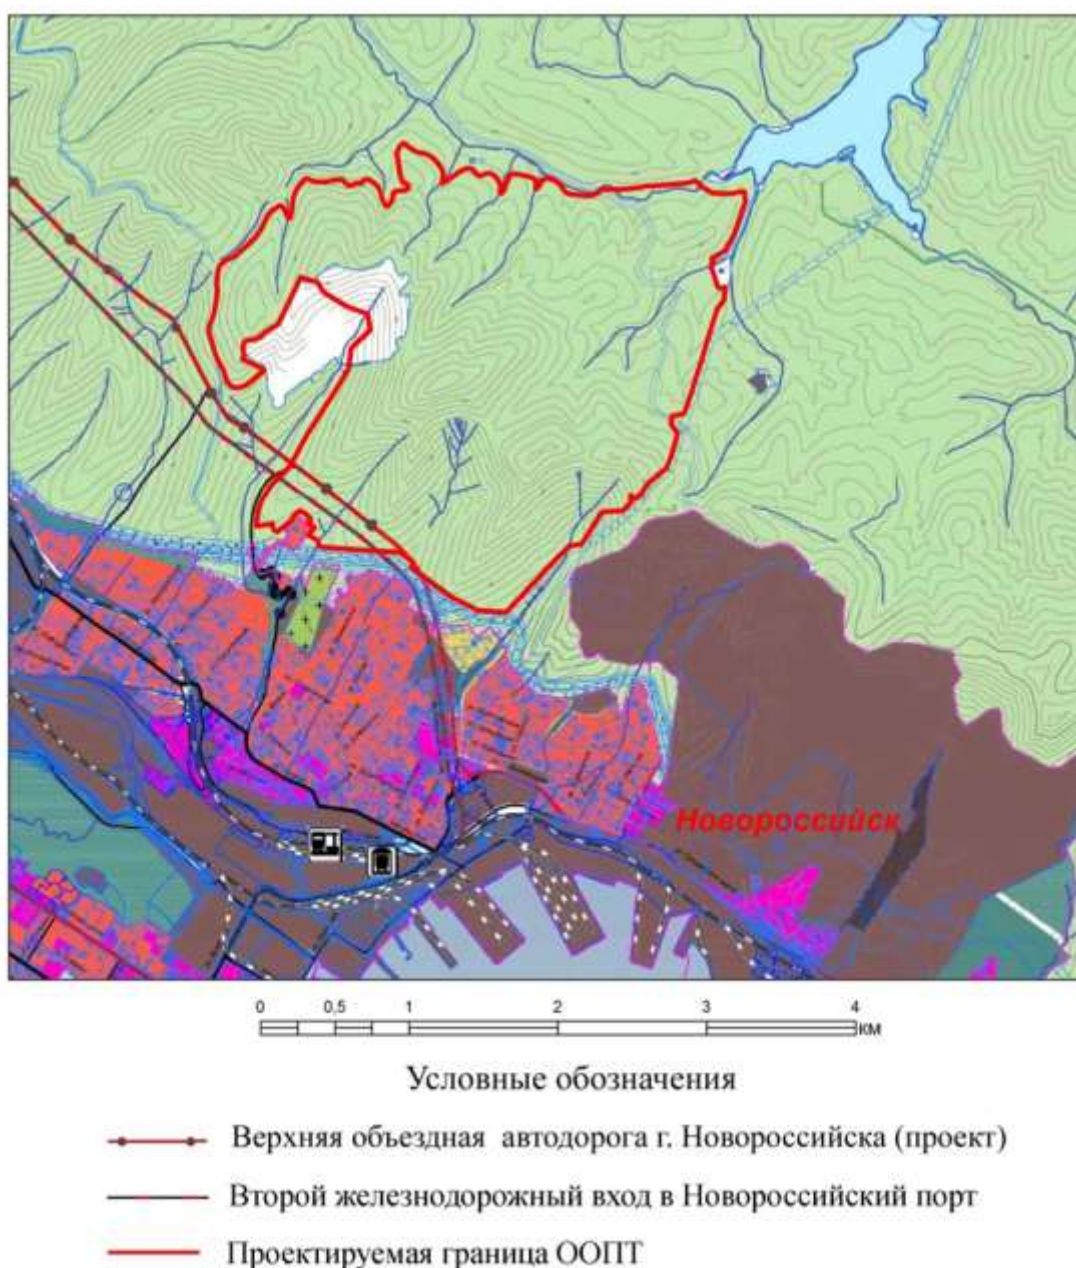 Новороссийск
0 0,5 1 2 3 4
км
Условные обозначения
Верхняя объездная автодорога г. Новороссийска (проект)
Второй железнодорожный вход в Новороссийский порт
Проектируемая граница ООПТ